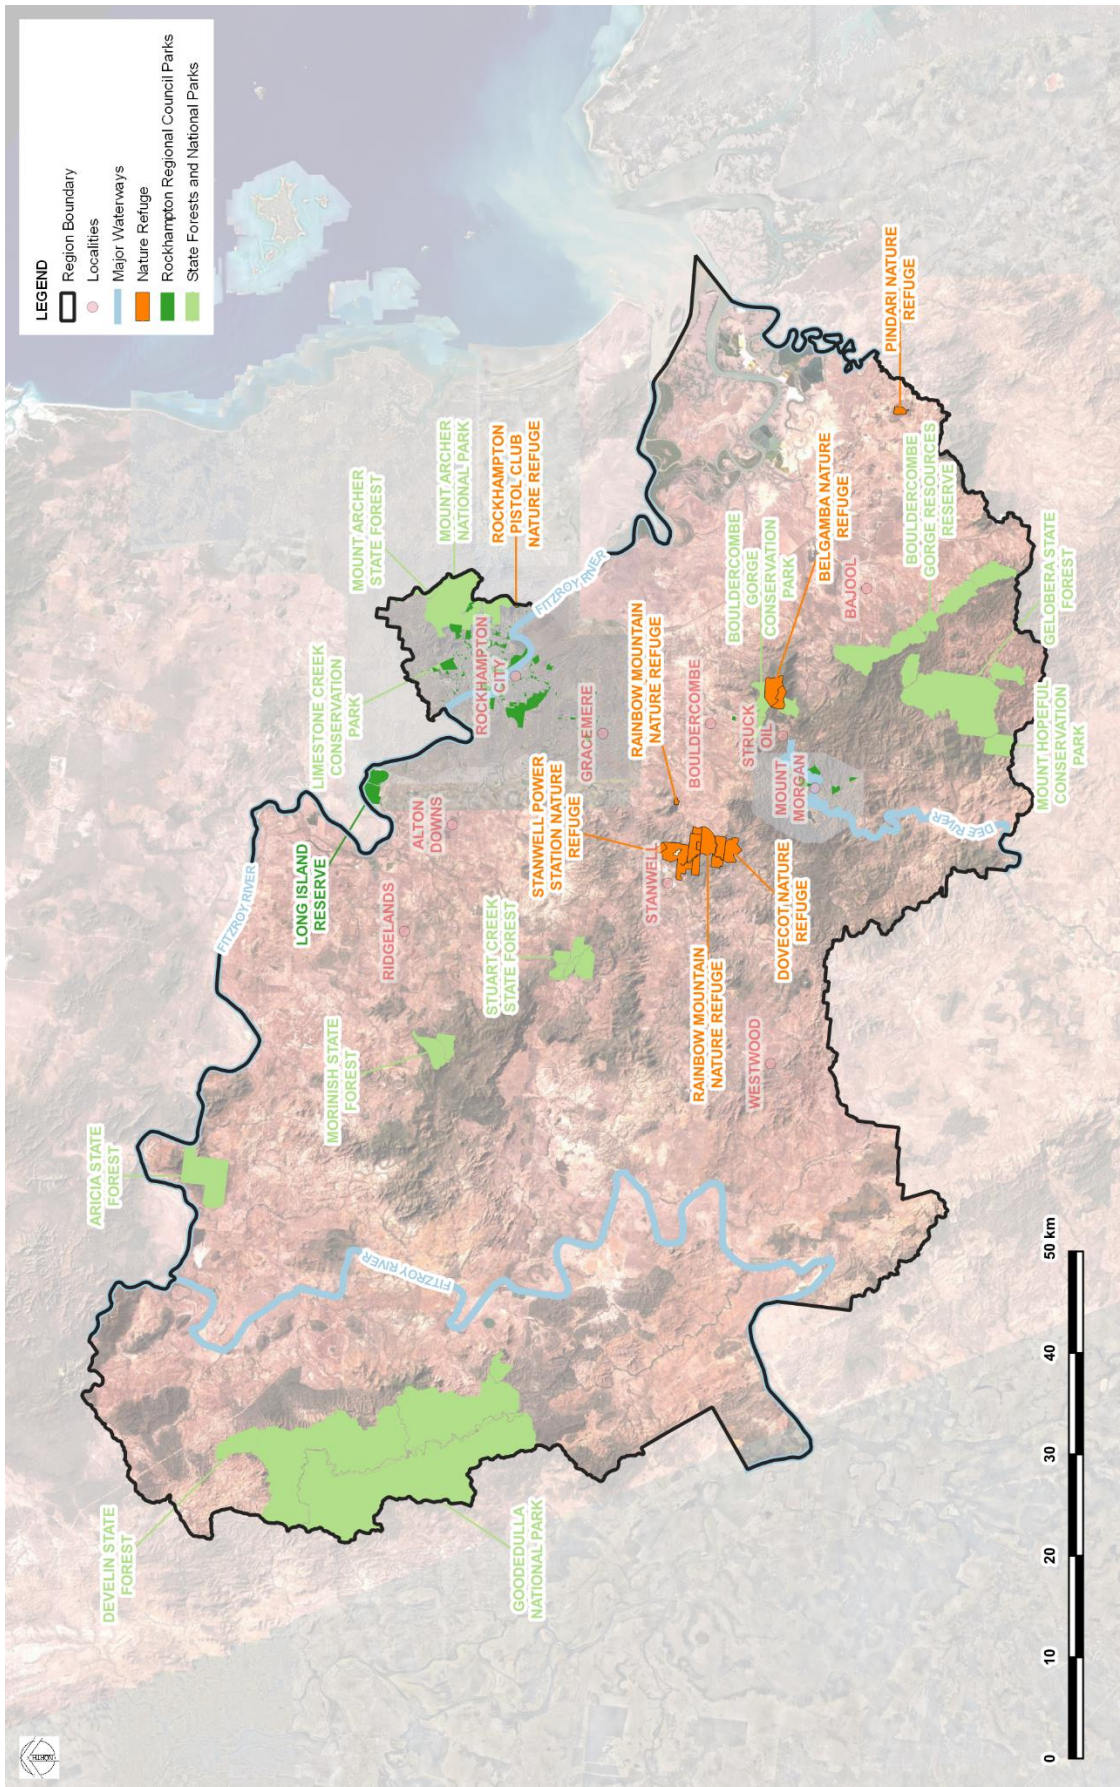 LEGEND
Region Boundary
Localities
Major Waterways
Nature Refuge
Rockhampton Regional Council Parks
State Forests and National Parks
NORTH
DEVELIN STATE
FOREST
ARICIA STATE
FOREST
FITZROY RIVER
LONG ISLAND
RESERVE
LIMESTONE CREEK
CONSERVATION
PARK
MOUNT ARCHER
STATE FOREST
MOUNT ARCHER
NATIONAL PARK
ROCKHAMPTON
PISTOL CLUB
NATURE REFUGE
MORINISH STATE
FOREST
RIDGELANDS
ALTON
DOWNS
ROCKHAMPTON
CITY
FITZROY RIVER
FITZROY RIVER
GOODEDULLA
NATIONAL PARK
STUART CREEK
STATE FOREST
STANWELL POWER
STATION NATURE
REFUGE
GRACEMERE
RAINBOW MOUNTAIN
NATURE REFUGE
STANWELL
BOULDERCOMBE
BOULDERCOMBE
GORGE
CONSERVATION
PARK
RAINBOW MOUNTAIN
NATURE REFUGE
WESTWOOD
DOVECOT NATURE
REFUGE
STRUCK
OIL
MOUNT
MORGAN
BELGAMBA NATURE
REFUGE
BAJOOL
PINDARI NATURE
REFUGE
BOULDERCOMBE
GORGE RESOURCES
RESERVE
DEE RIVER
GELOBERA STATE
FOREST
MOUNT HOPEFUL
CONSERVATION
PARK
0 10 20 30 40 50 km